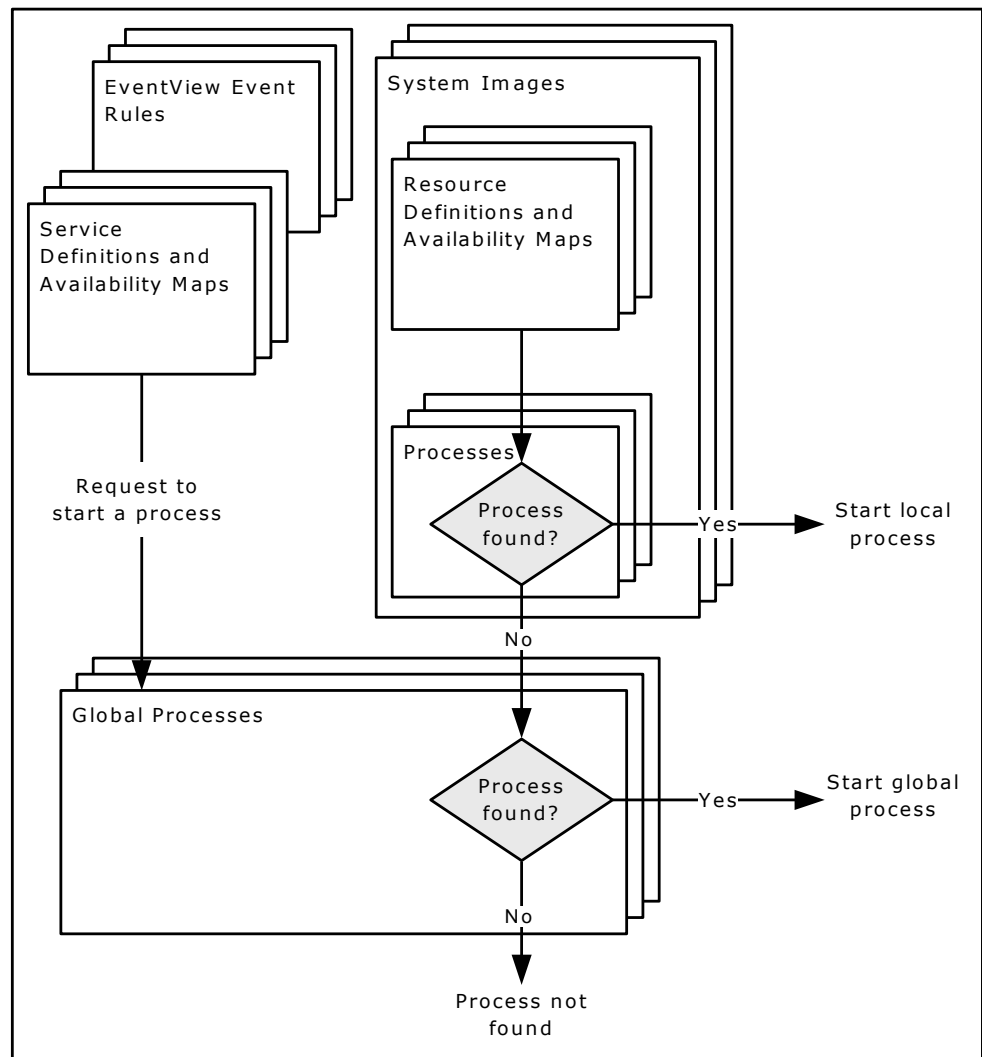 EventView Event
Rules
System Images
Service
Definitions and
Availability Maps
Resource
Definitions and
Availability Maps
Processes
Request to
start a process
Process
found?
Yes
Start local
process
No
Global Processes
Process
found?
Yes
Start global
process
No
Process not
found